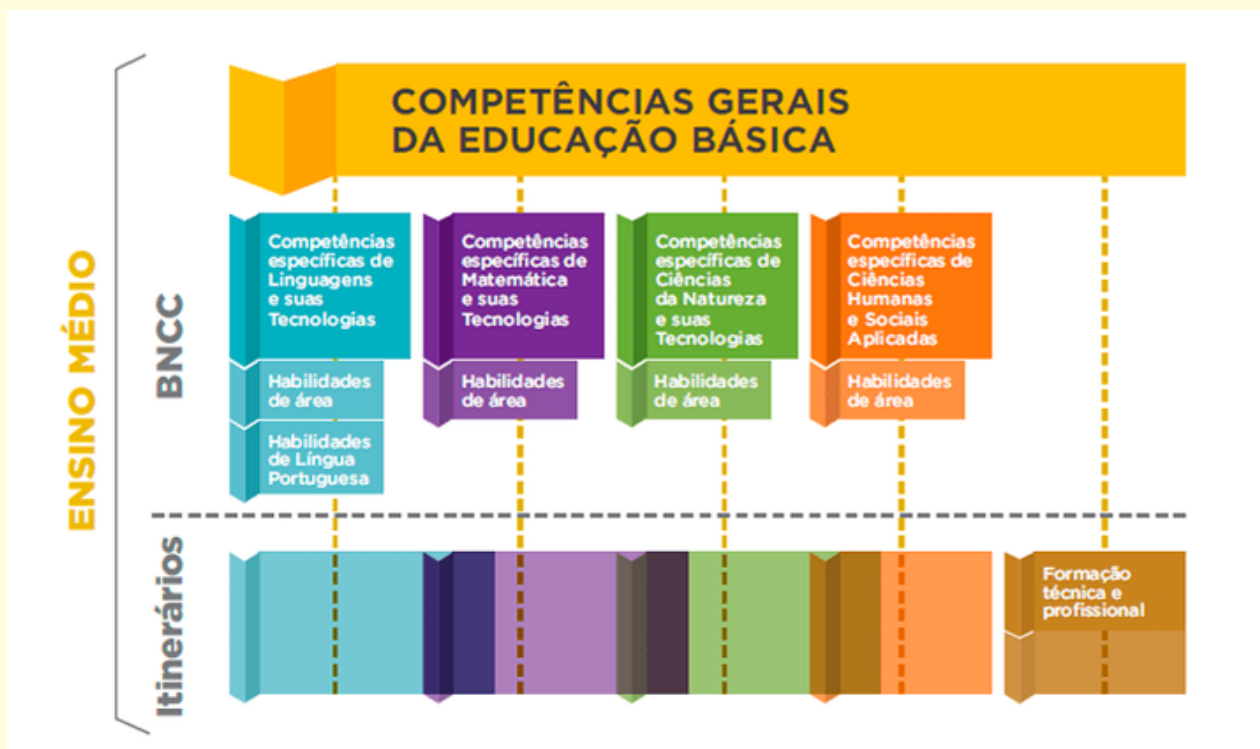 ENSINO MÉDIO
BNCC
COMPETÊNCIAS GERAIS
DA EDUCAÇÃO BÁSICA
Competências
específicas de
Linguagens
e suas
Tecnologias
Habilidades
de área
Habilidades
de Língua
Portuguesa
Competências
específicas de
Matemática
e suas
Tecnologias
Habilidades
de área
Competências
específicas de
Ciências
da Natureza
e suas
Tecnologias
Habilidades
de área
Competências
específicas de
Ciências
Humanas
e Sociais
Aplicadas
Habilidades
de área
Itinerários
Formação
técnica e
profissional